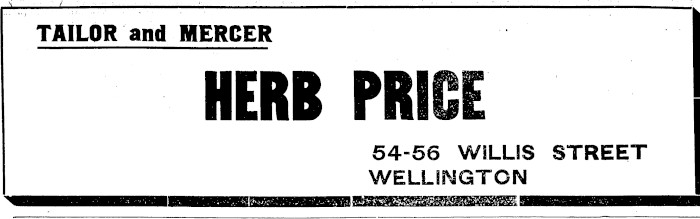 TAILOR and MERCER
HERB PRICE
54-56 WILLIS STREET
WELLINGTON